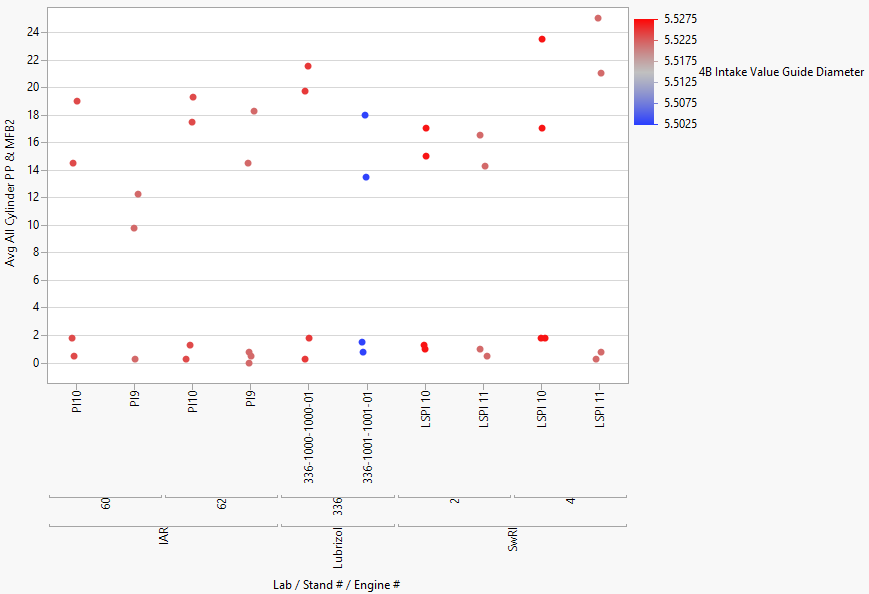 Avg All Cylinder PP & MFB2
24
22
20
18
16
14
12
10
8
6
4
2
0
5.5275
5.5225
5.5175
5.5125
5.5075
5.5025
4B Intake Value Guide Diameter
PI10
PI9
PI10
PI9
336-1000-1000-01
336-1001-1001-01
LSPI 10
LSPI 11
LSPI 10
LSPI 11
60
62
336
2
4
IAR
Lubrizol
SwRI
Lab / Stand # / Engine #